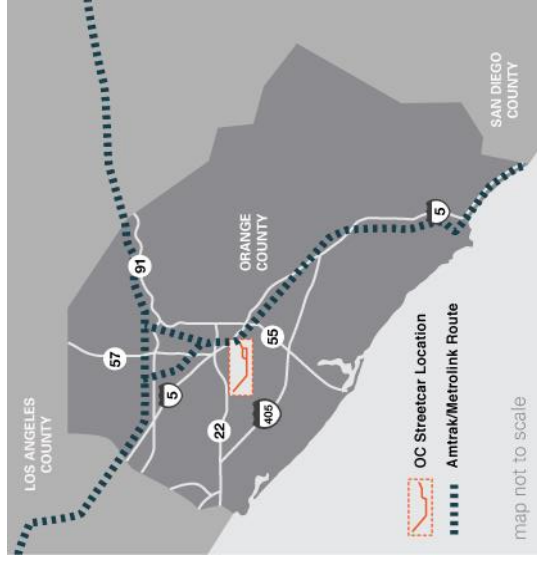 LOS ANGELES
COUNTY
57
91
5
ORANGE
COUNTY
22
55
405
5
SAN DIEGO
COUNTY
OC Streetcar Location
Amtrak/Metrolink Route
map not to scale